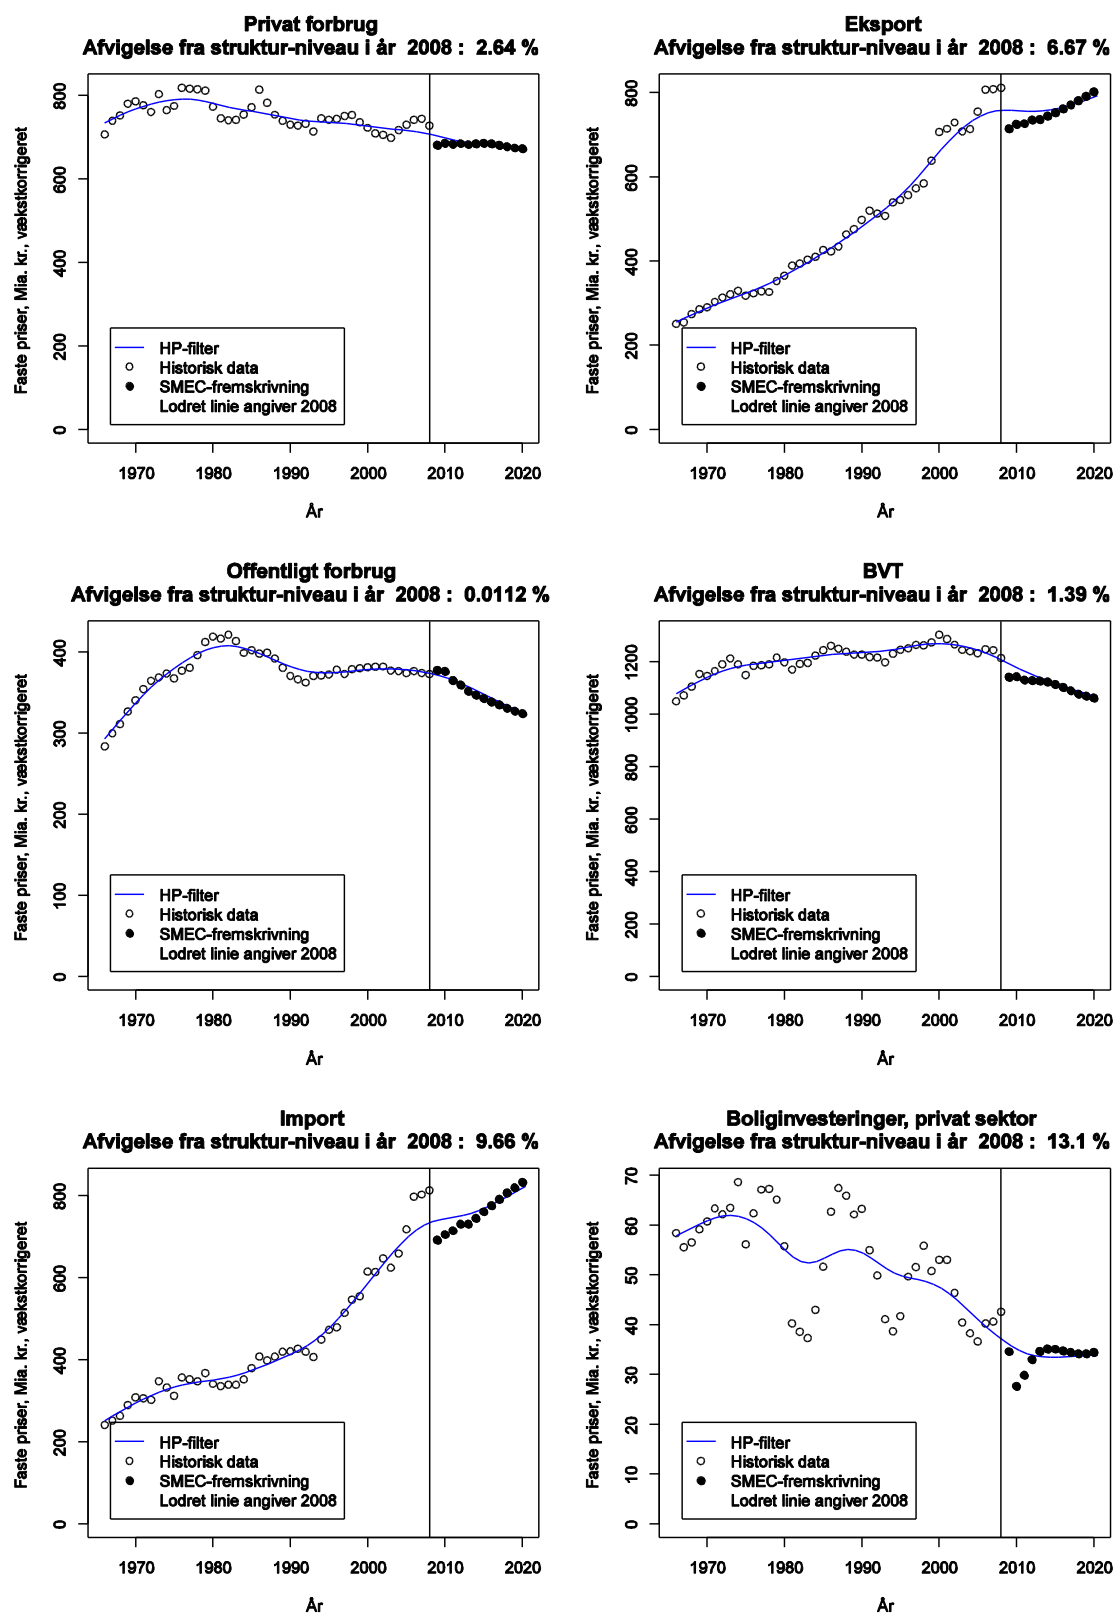 Privat forbrug
Afvigelse fra struktur-niveau i år 2008 : 2.64 %
Faste priser, Mia. kr., vækstkorrigeret
800
600
400
200
0
HP-filter
Historisk data
SMEC-fremskrivning
Lodret linie angiver 2008
1970 1980 1990 2000 2010 2020
År
Eksport
Afvigelse fra struktur-niveau i år 2008 : 6.67 %
Faste priser, Mia. kr., vækstkorrigeret
800
600
400
200
0
HP-filter
Historisk data
SMEC-fremskrivning
Lodret linie angiver 2008
1970 1980 1990 2000 2010 2020
År
Offentligt forbrug
Afvigelse fra struktur-niveau i år 2008 : 0.0112 %
Faste priser, Mia. kr., vækstkorrigeret
400
300
200
100
0
HP-filter
Historisk data
SMEC-fremskrivning
Lodret linie angiver 2008
1970 1980 1990 2000 2010 2020
År
BVT
Afvigelse fra struktur-niveau i år 2008 : 1.39 %
Faste priser, Mia. kr., vækstkorrigeret
1200
1000
800
600
400
200
0
HP-filter
Historisk data
SMEC-fremskrivning
Lodret linie angiver 2008
1970 1980 1990 2000 2010 2020
År
Import
Afvigelse fra struktur-niveau i år 2008 : 9.66 %
Faste priser, Mia. kr., vækstkorrigeret
800
600
400
200
0
HP-filter
Historisk data
SMEC-fremskrivning
Lodret linie angiver 2008
1970 1980 1990 2000 2010 2020
År
Boliginvesteringer, privat sektor
Afvigelse fra struktur-niveau i år 2008 : 13.1 %
Faste priser, Mia. kr., vækstkorrigeret
70
60
50
40
30
20
10
0
HP-filter
Historisk data
SMEC-fremskrivning
Lodret linie angiver 2008
1970 1980 1990 2000 2010 2020
År